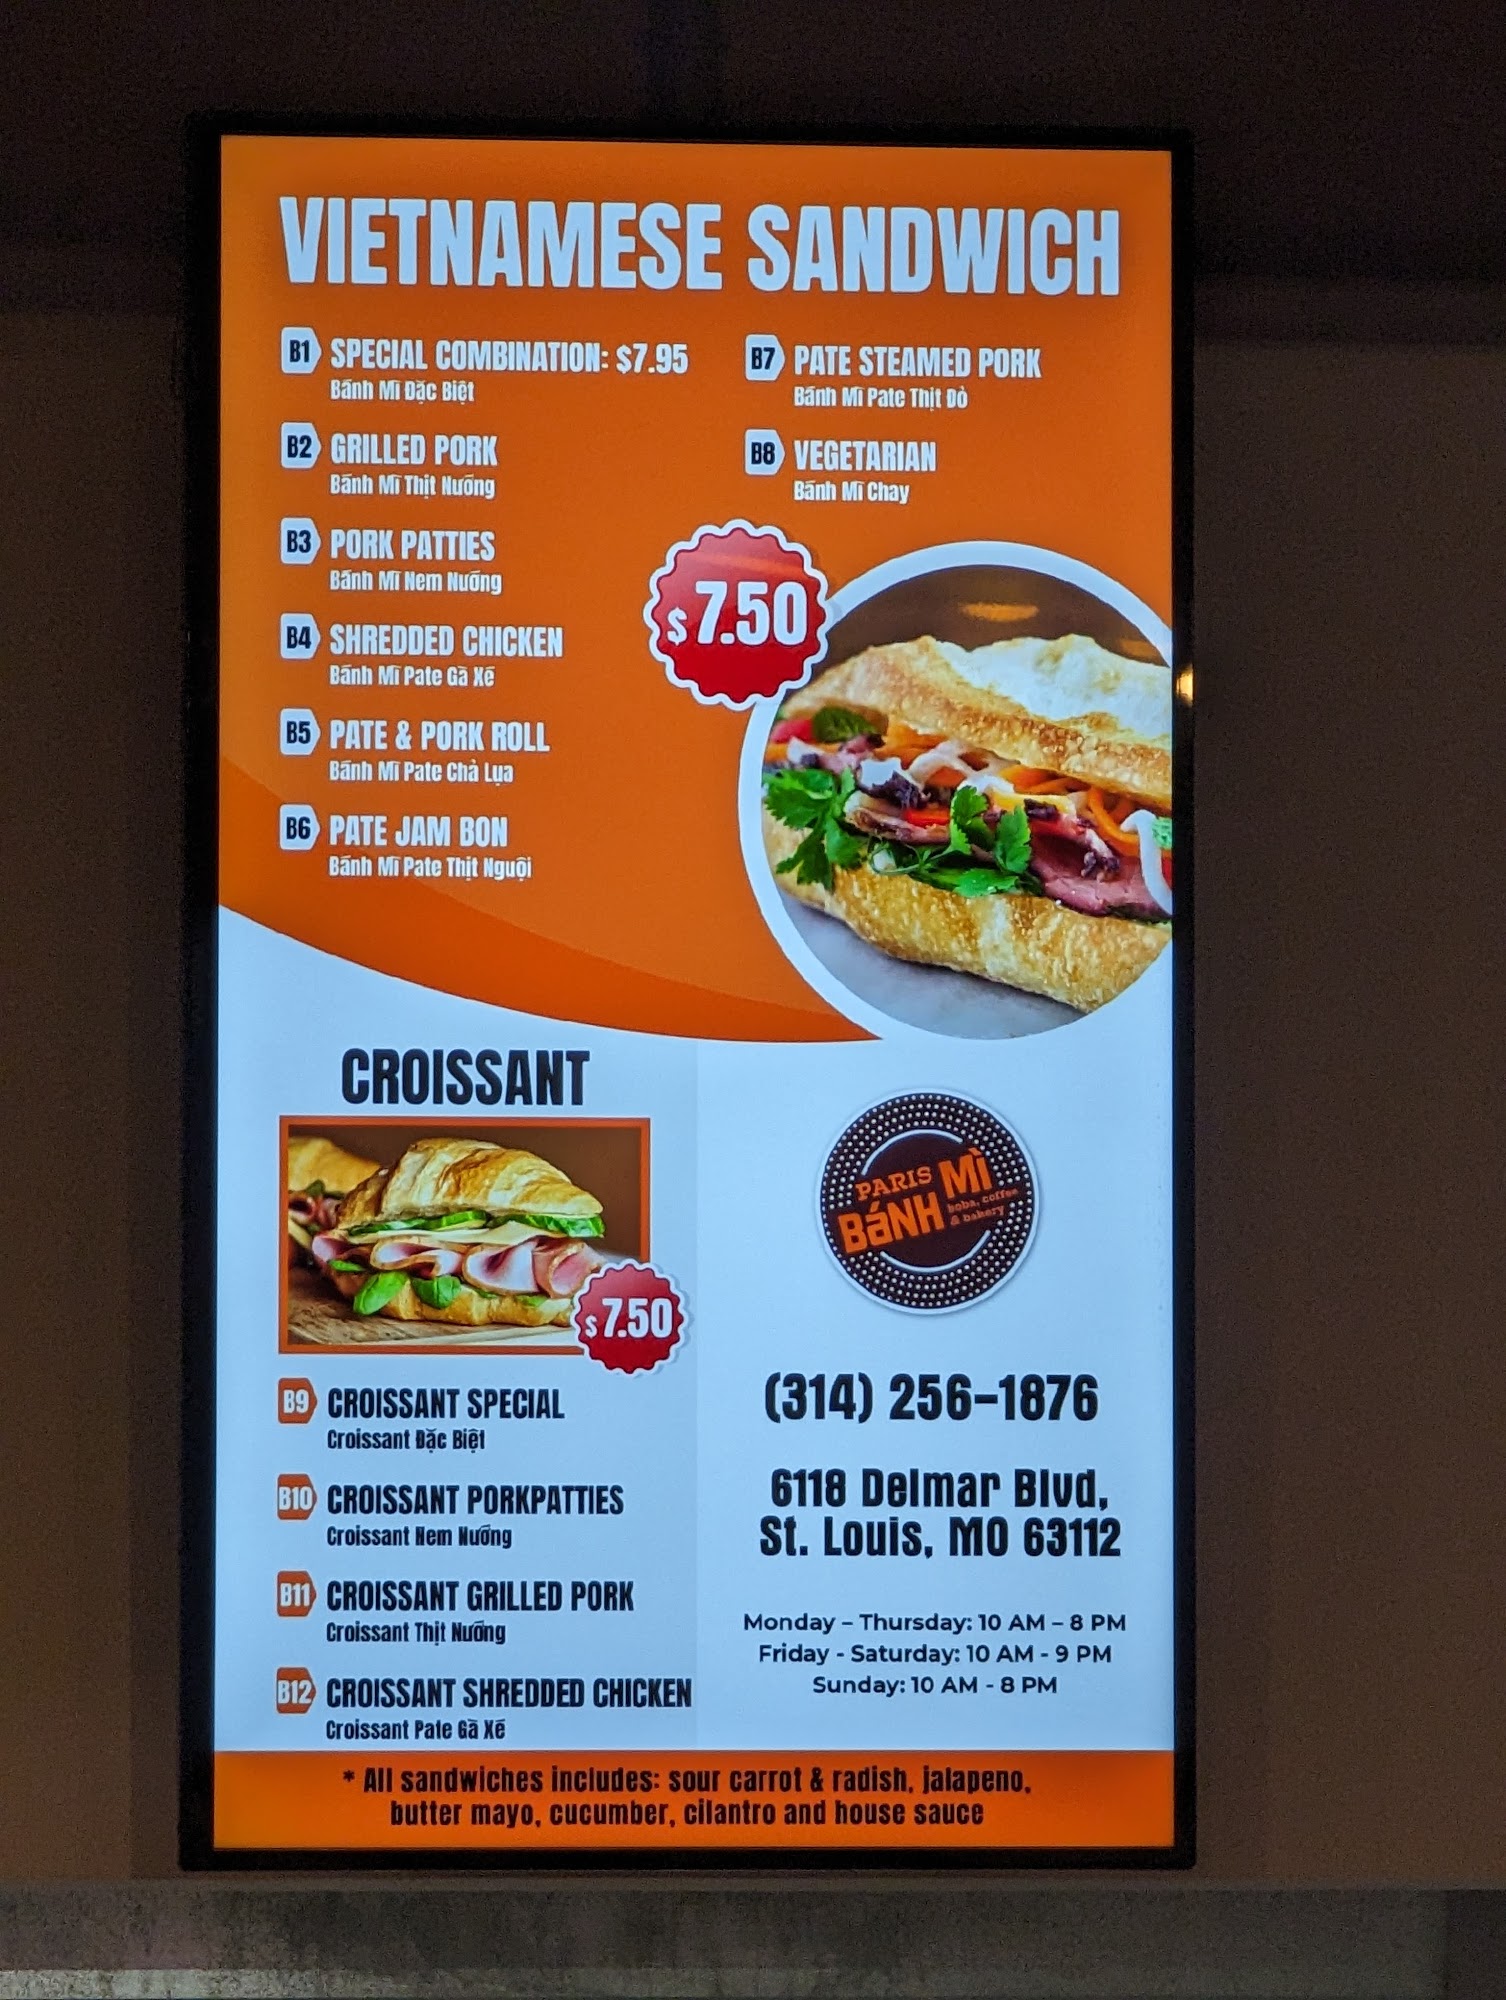 VIETNAMESE SANDWICH
B1 SPECIAL COMBINATION: $7.95
Bánh Mì Đặc Biệt
B2 GRILLED PORK
Bánh Mì Thịt Nướng
B3 PORK PATTIES
Bánh Mì Nem Nướng
B4 SHREDDED CHICKEN
Bánh Mì Pate Gà Xé
B5 PATE & PORK ROLL
Bánh Mì Pate Chả Lụa
B6 PATE JAM BON
Bánh Mì Pate Thịt Nguội
B7 PATE STEAMED PORK
Bánh Mì Pate Thịt Đỏ
B8 VEGETARIAN
Bánh Mì Chay
$7.50
CROISSANT
$7.50
B9 CROISSANT SPECIAL
Croissant Đặc Biệt
B10 CROISSANT PORKPATTIES
Croissant Nem Nướng
B11 CROISSANT GRILLED PORK
Croissant Thịt Nướng
B12 CROISSANT SHREDDED CHICKEN
Croissant Pate Gà Xé
PARIS
BáNH MÌ
boba, coffee
& bakery
(314) 256-1876
6118 Delmar Blvd,
St. Louis, MO 63112
Monday – Thursday: 10 AM – 8 PM
Friday - Saturday: 10 AM - 9 PM
Sunday: 10 AM - 8 PM
* All sandwiches includes: sour carrot & radish, jalapeno,
butter mayo, cucumber, cilantro and house sauce